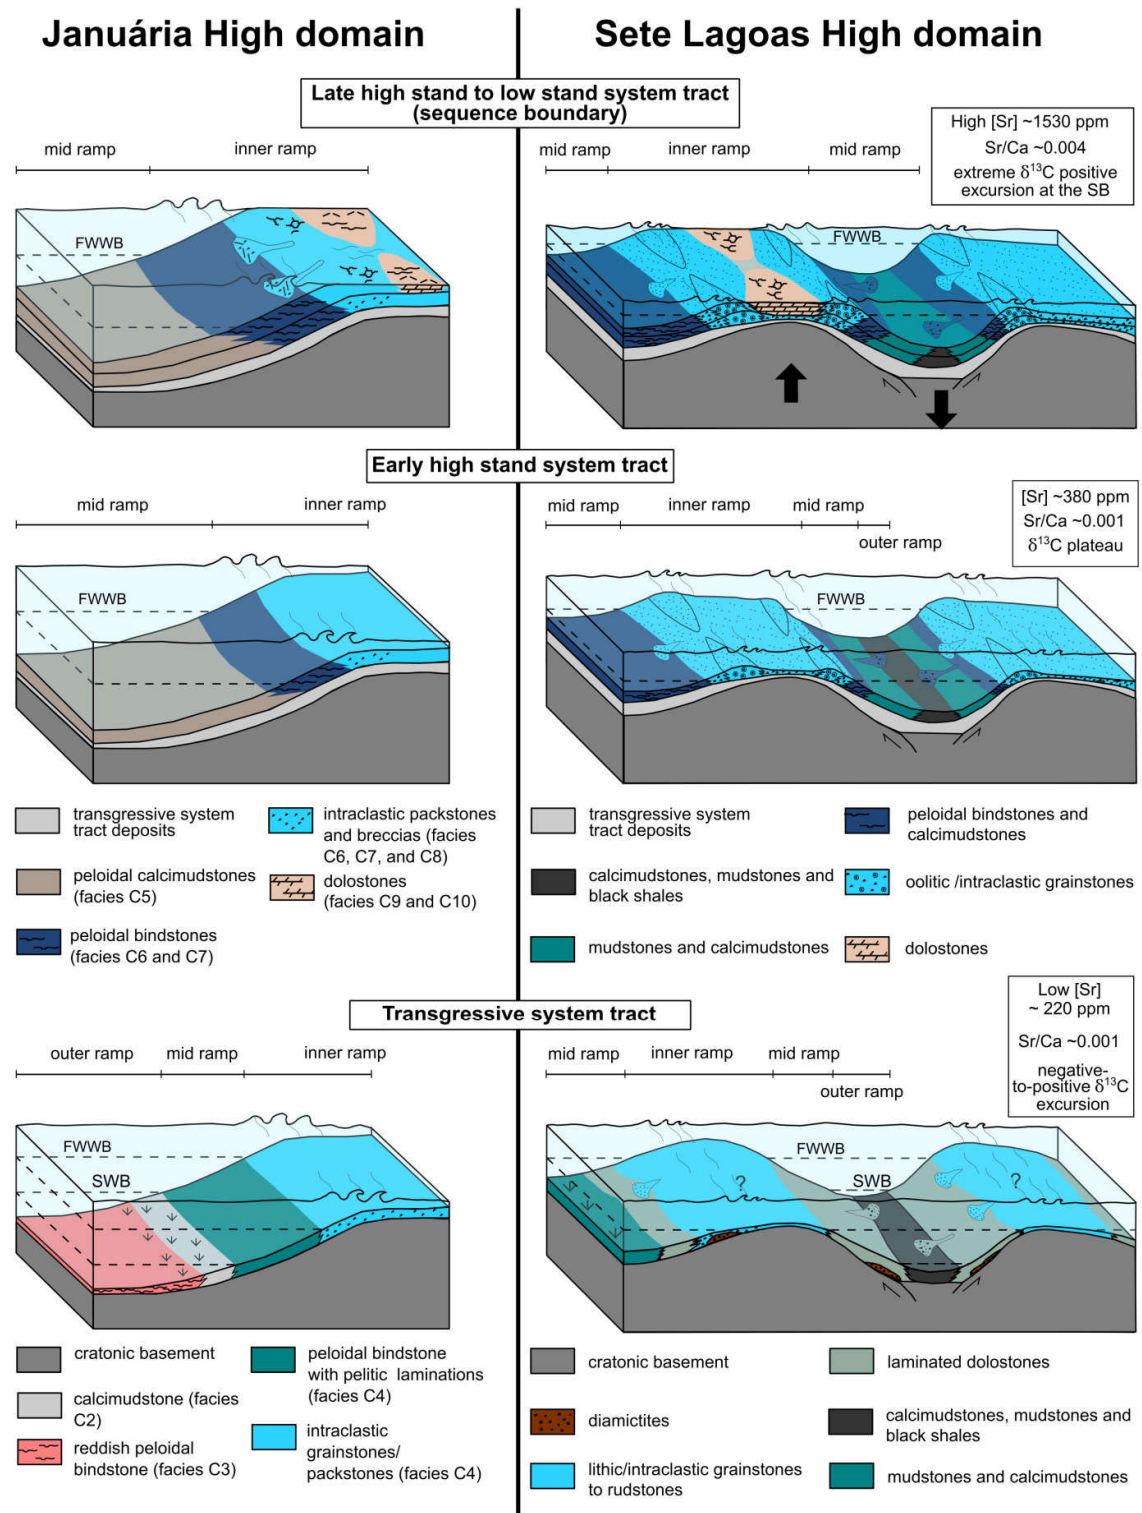 Januária High domain
Sete Lagoas High domain
Late high stand to low stand system tract
(sequence boundary)
High [Sr] ~1530 ppm
Sr/Ca ~0.004
extreme δ13C positive
excursion at the SB
mid ramp
inner ramp
mid ramp
inner ramp
mid ramp
FWWB
FWWB
Early high stand system tract
[Sr] ~380 ppm
Sr/Ca ~0.001
δ13C plateau
mid ramp
inner ramp
mid ramp
inner ramp
mid ramp
outer ramp
FWWB
FWWB
transgressive system
tract deposits
peloidal calcimudstones
(facies C5)
peloidal bindstones
(facies C6 and C7)
intraclastic packstones
and breccias (facies
C6, C7, and C8)
dolostones
(facies C9 and C10)
transgressive system
tract deposits
calcimudstones, mudstones and
black shales
mudstones and calcimudstones
peloidal bindstones and
calcimudstones
oolitic /intraclastic grainstones
dolostones
Transgressive system tract
Low [Sr]
~ 220 ppm
Sr/Ca ~0.001
negative-
to-positive δ13C
excursion
outer ramp
mid ramp
inner ramp
mid ramp
inner ramp
mid ramp
outer ramp
FWWB
SWB
FWWB
SWB
?
?
cratonic basement
calcimudstone (facies
C2)
reddish peloidal
bindstone (facies C3)
peloidal bindstone
with pelitic laminations
(facies C4)
intraclastic
grainstones/
packstones (facies C4)
cratonic basement
diamictites
lithic/intraclastic grainstones
to rudstones
laminated dolostones
calcimudstones, mudstones and
black shales
mudstones and calcimudstones